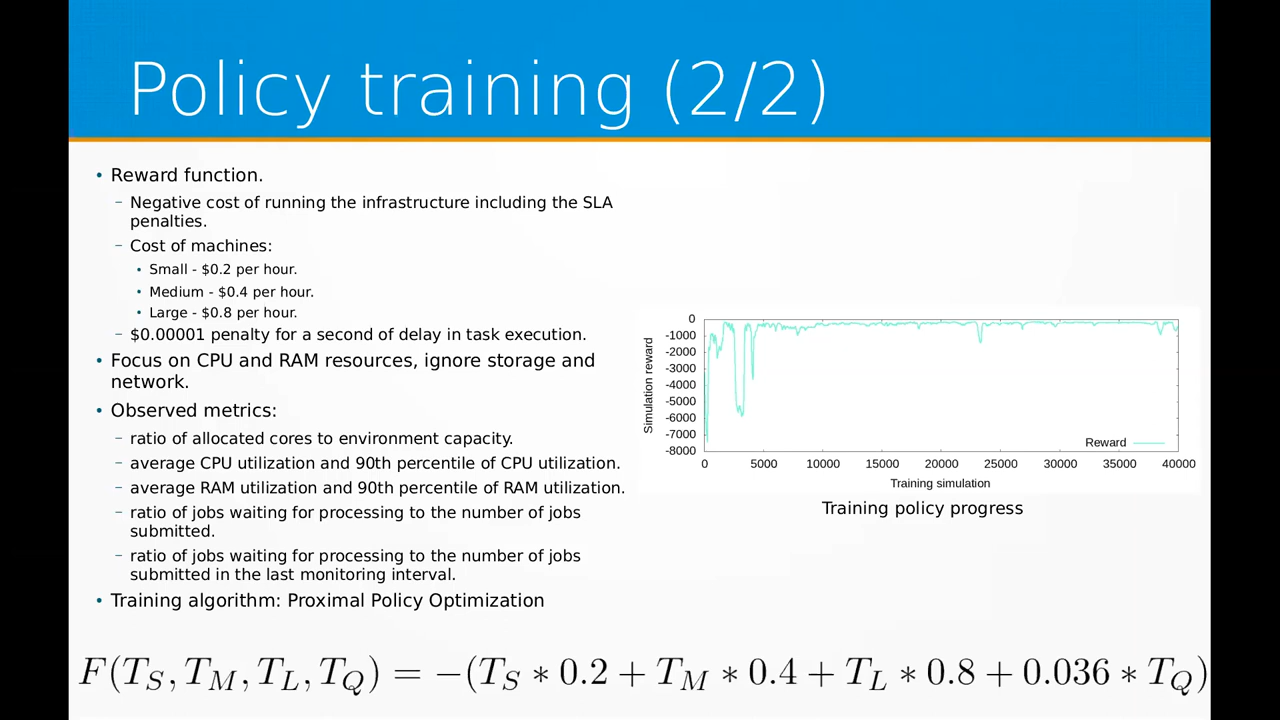 Policy training (2/2)
• Reward function.
– Negative cost of running the infrastructure including the SLA
penalties.
– Cost of machines:
• Small - $0.2 per hour.
• Medium - $0.4 per hour.
• Large - $0.8 per hour.
– $0.00001 penalty for a second of delay in task execution.
• Focus on CPU and RAM resources, ignore storage and
network.
• Observed metrics:
– ratio of allocated cores to environment capacity.
– average CPU utilization and 90th percentile of CPU utilization.
– average RAM utilization and 90th percentile of RAM utilization.
– ratio of jobs waiting for processing to the number of jobs
submitted.
– ratio of jobs waiting for processing to the number of jobs
submitted in the last monitoring interval.
• Training algorithm: Proximal Policy Optimization
Simulation reward
0
-1000
-2000
-3000
-4000
-5000
-6000
-7000
-8000
Reward
0 5000 10000 15000 20000 25000 30000 35000 40000
Training simulation
Training policy progress
F(T_S, T_M, T_L, T_Q) = −(T_S ∗ 0.2 + T_M ∗ 0.4 + T_L ∗ 0.8 + 0.036 ∗ T_Q)